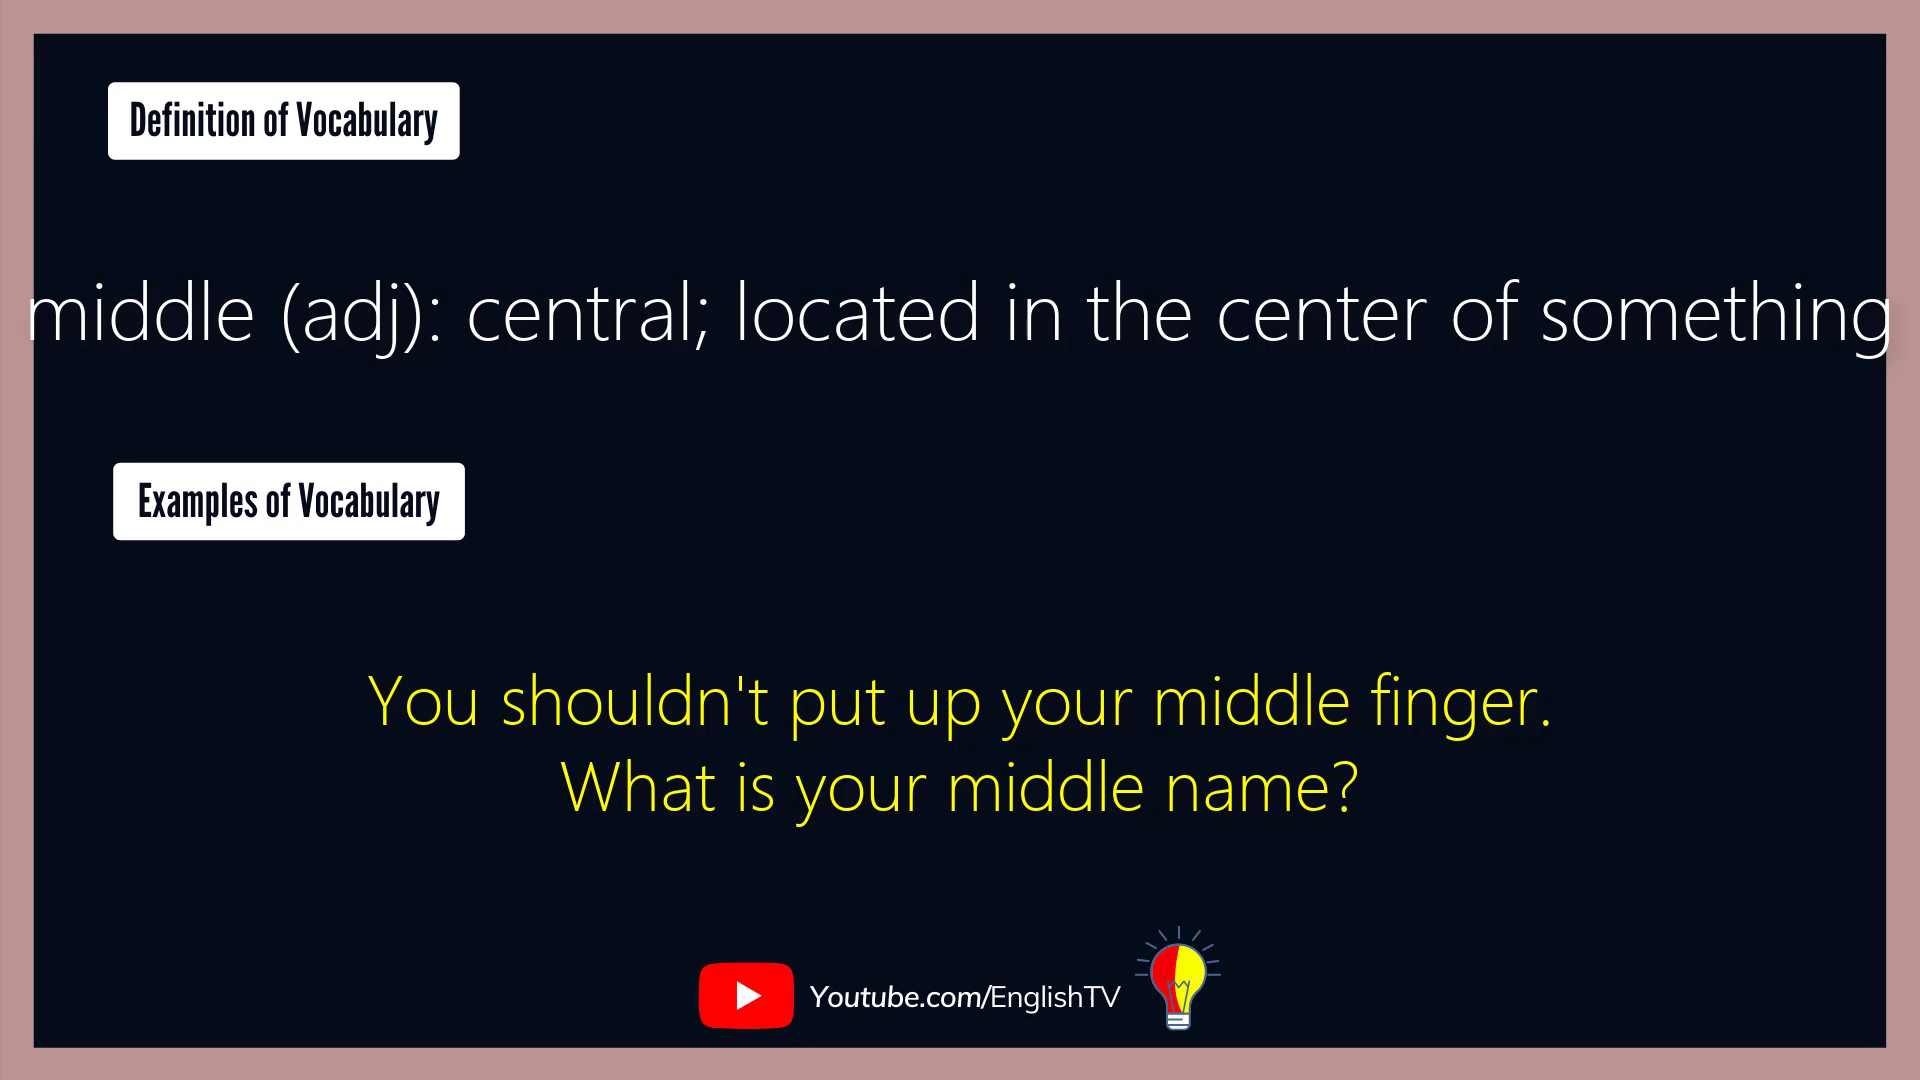 Definition of Vocabulary
middle (adj): central; located in the center of something
Examples of Vocabulary
You shouldn't put up your middle finger.
What is your middle name?
Youtube.com/EnglishTV